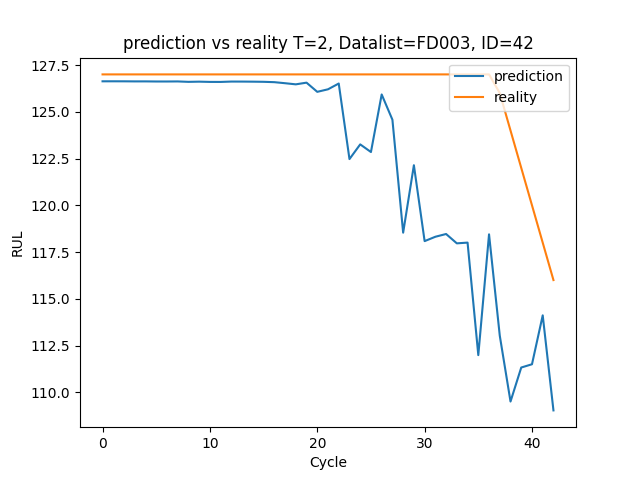 prediction vs reality T=2, Datalist=FD003, ID=42
127.5
125.0
122.5
120.0
117.5
115.0
112.5
110.0
RUL
prediction
reality
0 10 20 30 40
Cycle